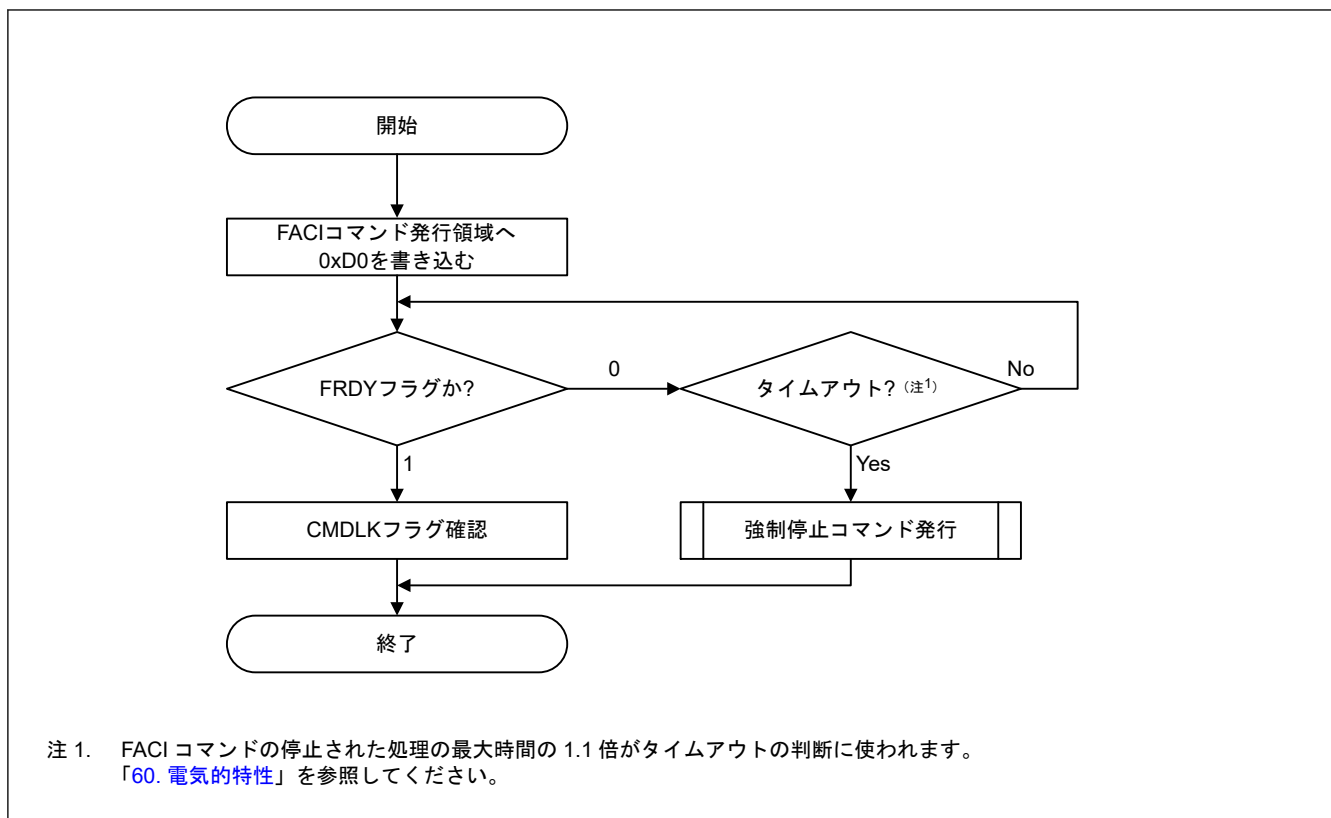 開始
FACIコマンド発行領域へ
0xD0を書き込む
FRDYフラグか?
0
タイムアウト?（注1）
No
1
Yes
CMDLKフラグ確認
強制停止コマンド発行
終了
注 1. FACI コマンドの停止された処理の最大時間の 1.1 倍がタイムアウトの判断に使われます。
「60. 電気的特性」を参照してください。